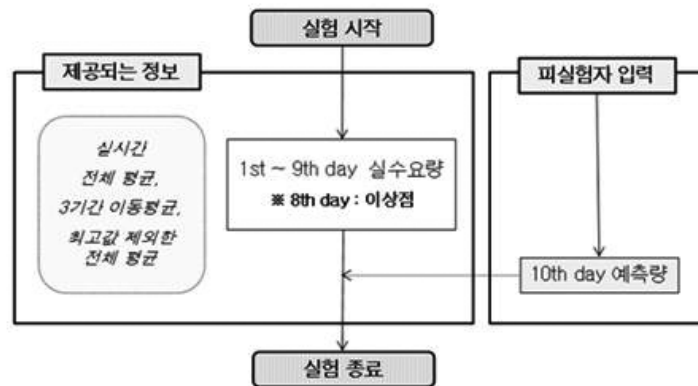 실험 시작
제공되는 정보
피실험자 입력
실시간
전체 평균,
3기간 이동평균,
최고값 제외한
전체 평균
1st ~ 9th day 실수요량
※ 8th day : 이상점
10th day 예측량
실험 종료